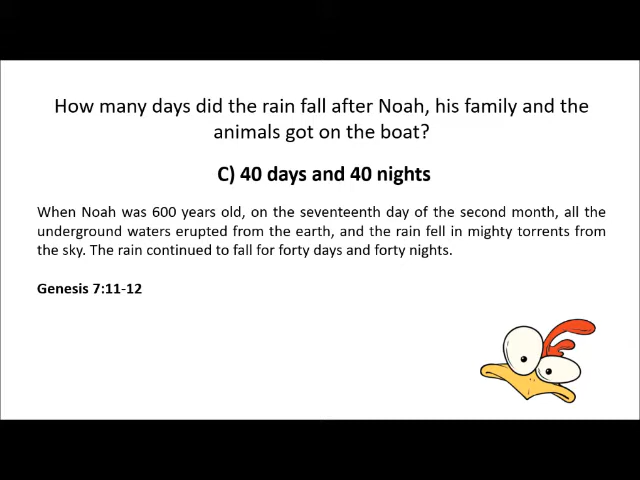 How many days did the rain fall after Noah, his family and the
animals got on the boat?
C) 40 days and 40 nights
When Noah was 600 years old, on the seventeenth day of the second month, all the
underground waters erupted from the earth, and the rain fell in mighty torrents from
the sky. The rain continued to fall for forty days and forty nights.
Genesis 7:11-12